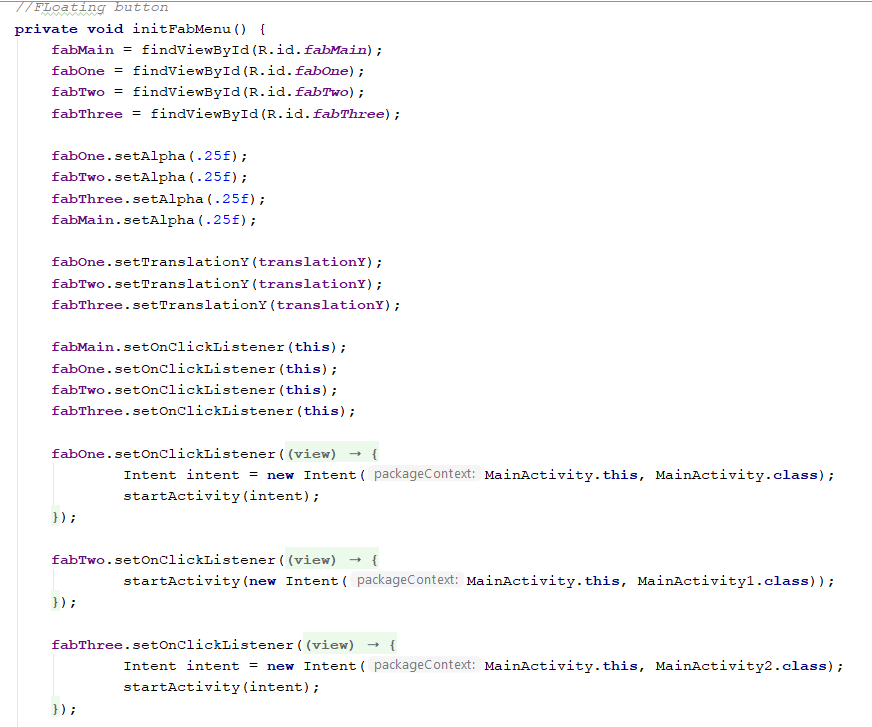 //FLoating button
private void initFabMenu() {
fabMain = findViewById(R.id.fabMain);
fabOne = findViewById(R.id.fabOne);
fabTwo = findViewById(R.id.fabTwo);
fabThree = findViewById(R.id.fabThree);
fabOne.setAlpha(.25f);
fabTwo.setAlpha(.25f);
fabThree.setAlpha(.25f);
fabMain.setAlpha(.25f);
fabOne.setTranslationY(translationY);
fabTwo.setTranslationY(translationY);
fabThree.setTranslationY(translationY);
fabMain.setOnClickListener(this);
fabOne.setOnClickListener(this);
fabTwo.setOnClickListener(this);
fabThree.setOnClickListener(this);
fabOne.setOnClickListener((view) → {
Intent intent = new Intent( packageContext: MainActivity.this, MainActivity.class);
startActivity(intent);
});
fabTwo.setOnClickListener((view) → {
startActivity(new Intent( packageContext: MainActivity.this, MainActivity1.class));
});
fabThree.setOnClickListener((view) → {
Intent intent = new Intent( packageContext: MainActivity.this, MainActivity2.class);
startActivity(intent);
});